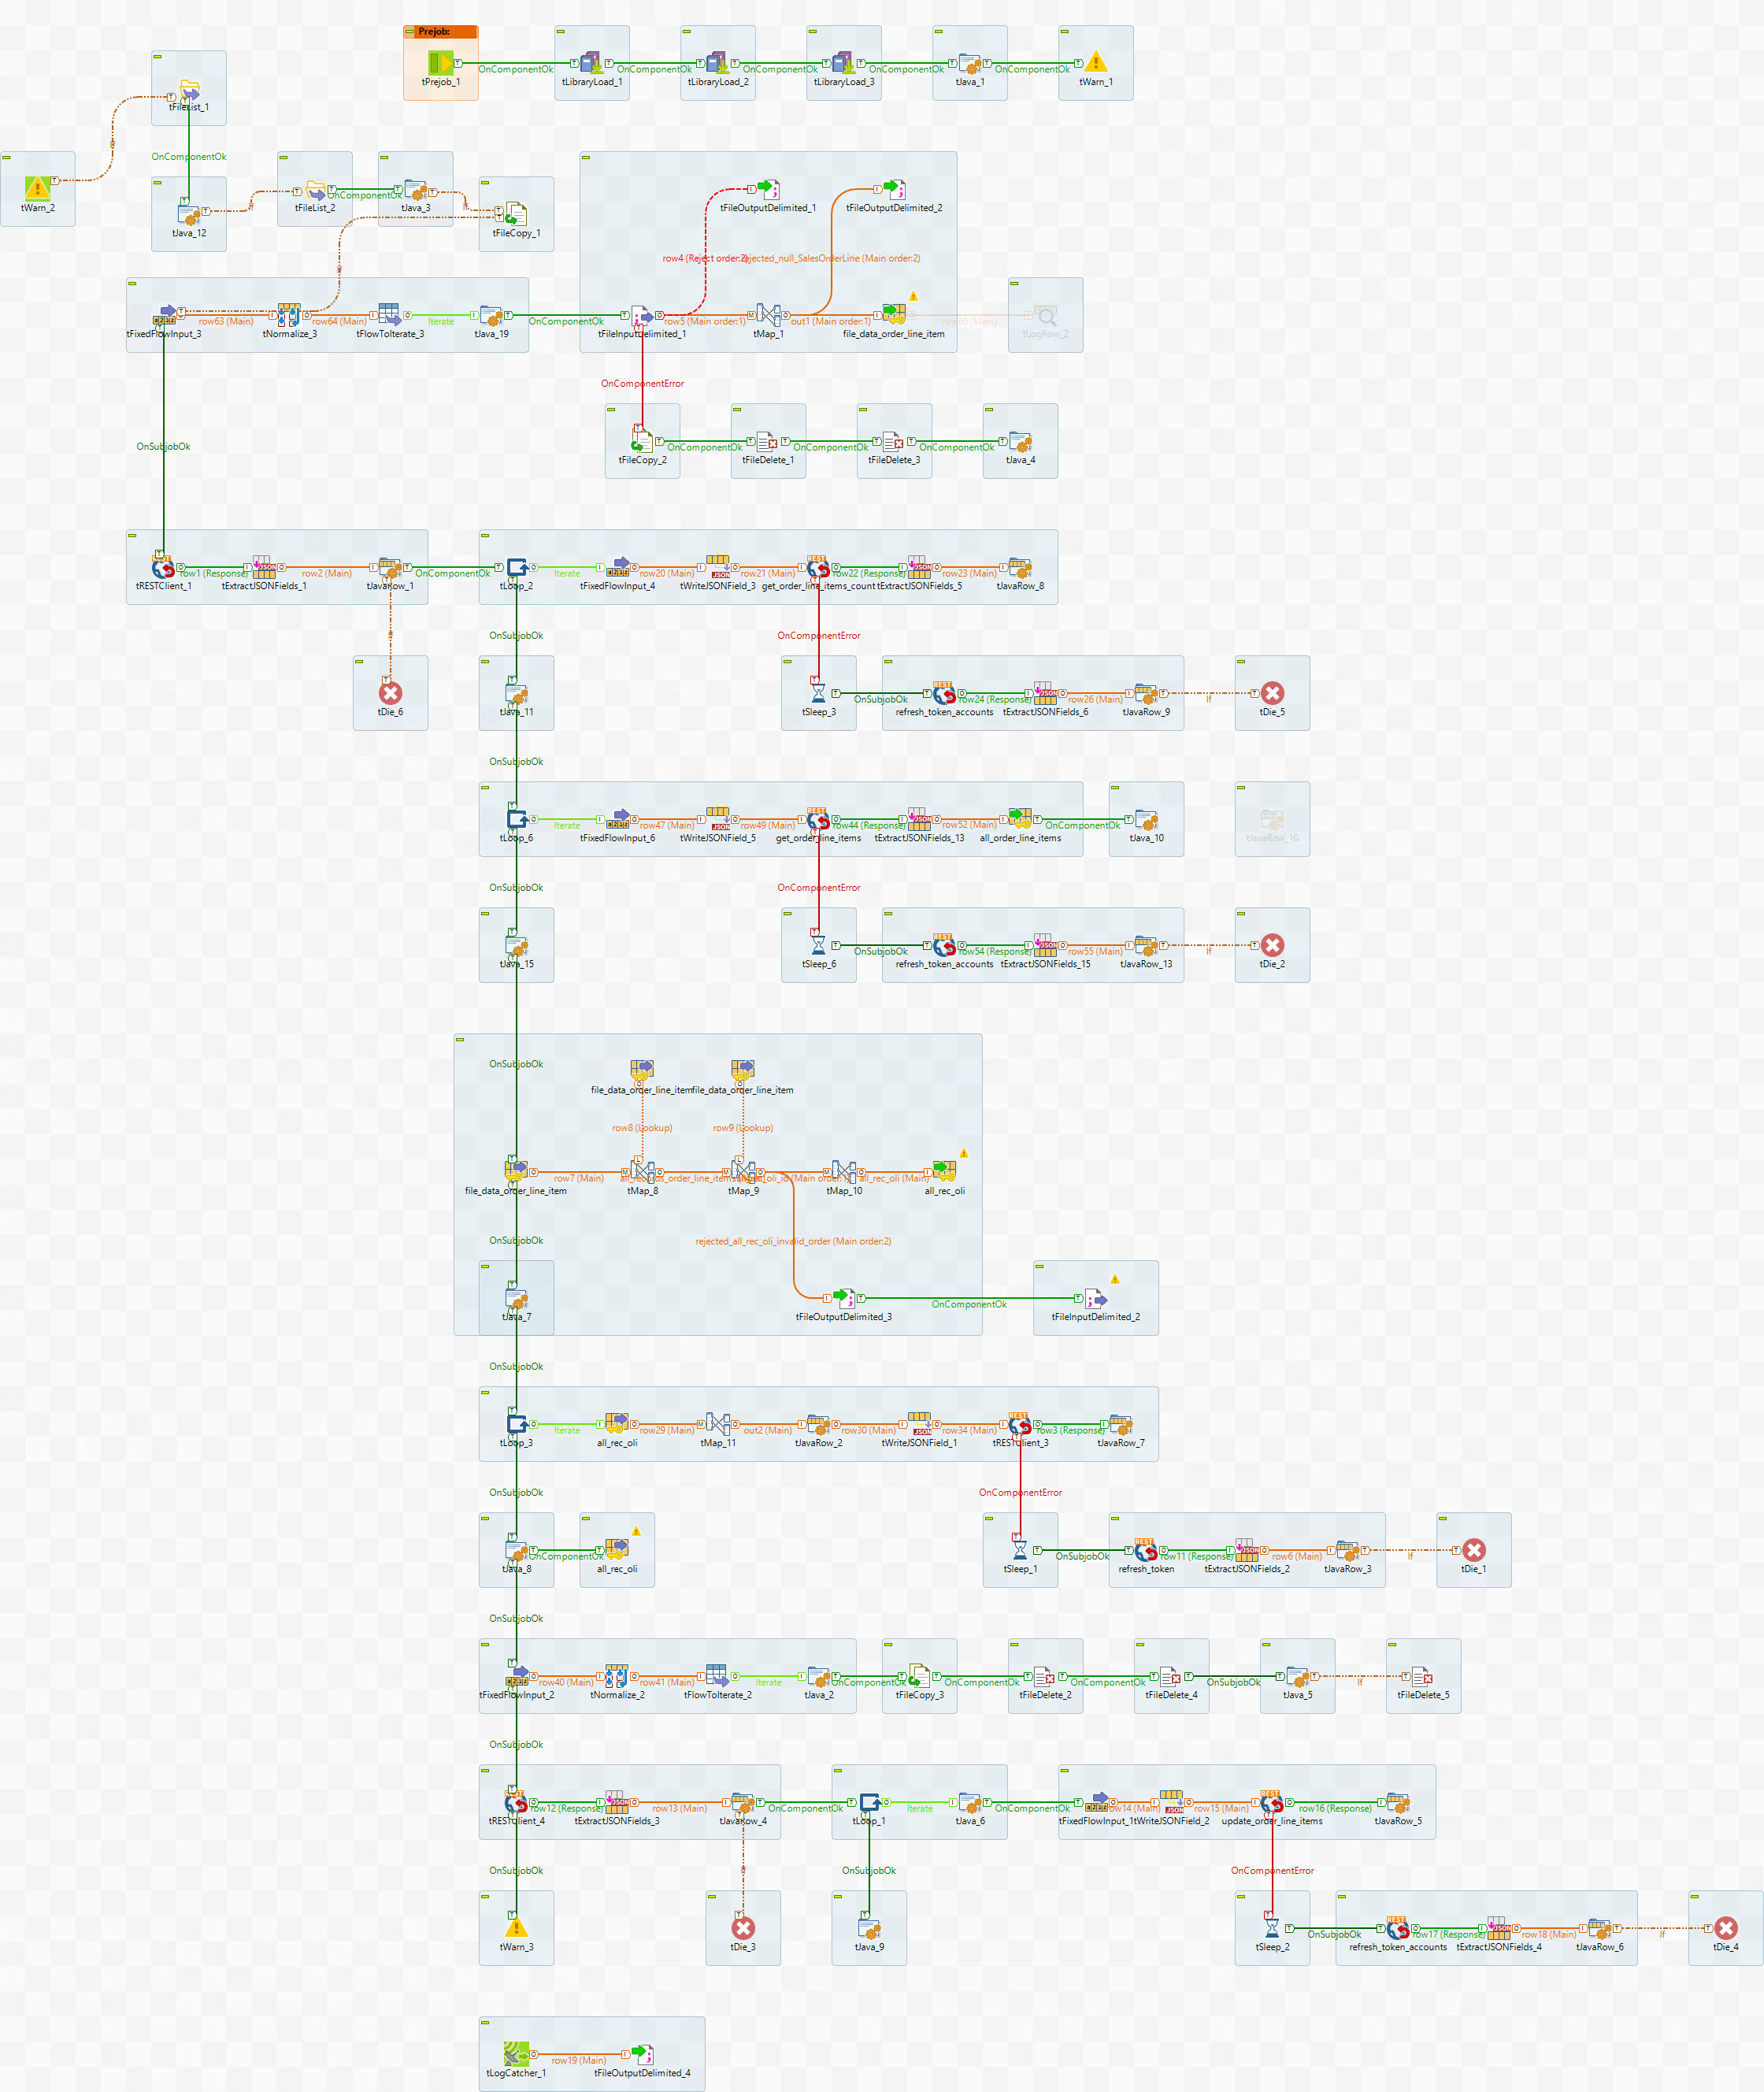 Prejob:
tPrejob_1
OnComponentOk
tLibraryLoad_1
OnComponentOk
tLibraryLoad_2
OnComponentOk
tLibraryLoad_3
OnComponentOk
tJava_1
OnComponentOk
tWarn_1
tFileList_1
OnComponentOk
tWarn_2
tJava_12
tFileList_2
OnComponentOk
tJava_3
tFileCopy_1
tFileOutputDelimited_1
tFileOutputDelimited_2
row4 (Reject order:2)
rejected_null_SalesOrderLine (Main order:2)
tFixedFlowInput_3
row63 (Main)
tNormalize_3
row64 (Main)
tFlowToIterate_3
Iterate
tJava_19
OnComponentOk
tFileInputDelimited_1
row5 (Main order:1)
tMap_1
out1 (Main order:1)
file_data_order_line_item
tLogRow_2
OnComponentError
OnSubjobOk
tFileCopy_2
OnComponentOk
tFileDelete_1
OnComponentOk
tFileDelete_3
OnComponentOk
tJava_4
tRESTClient_1
row1 (Response)
tExtractJSONFields_1
row2 (Main)
tJavaRow_1
OnComponentOk
tLoop_2
Iterate
tFixedFlowInput_4
row20 (Main)
tWriteJSONField_3
row21 (Main)
get_order_line_items_count
row22 (Response)
tExtractJSONFields_5
row23 (Main)
tJavaRow_8
If
OnSubjobOk
OnComponentError
tDie_6
tJava_11
tSleep_3
OnSubjobOk
refresh_token_accounts
row24 (Response)
tExtractJSONFields_6
row26 (Main)
tJavaRow_9
If
tDie_5
OnSubjobOk
tLoop_6
Iterate
tFixedFlowInput_6
row47 (Main)
tWriteJSONField_5
row49 (Main)
get_order_line_items
row44 (Response)
tExtractJSONFields_13
row52 (Main)
all_order_line_items
OnComponentOk
tJava_10
tJavaRow_10
OnSubjobOk
OnComponentError
tJava_15
tSleep_6
OnSubjobOk
refresh_token_accounts
row54 (Response)
tExtractJSONFields_15
row55 (Main)
tJavaRow_13
If
tDie_2
OnSubjobOk
file_data_order_line_item
file_data_order_line_item
row8 (Lookup)
row9 (Lookup)
file_data_order_line_item
row7 (Main)
tMap_8
tMap_9
tMap_10
all_rec_oli (Main)
all_rec_oli
OnSubjobOk
rejected_all_rec_oli_invalid_order (Main order:2)
tJava_7
tFileOutputDelimited_3
OnComponentOk
tFileInputDelimited_2
OnSubjobOk
tLoop_3
Iterate
all_rec_oli
row29 (Main)
tMap_11
out2 (Main)
tJavaRow_2
row30 (Main)
tWriteJSONField_1
row34 (Main)
tRESTClient_3
row3 (Response)
tJavaRow_7
OnSubjobOk
OnComponentError
tJava_8
OnComponentOk
all_rec_oli
tSleep_1
OnSubjobOk
refresh_token
row11 (Response)
tExtractJSONFields_2
row6 (Main)
tJavaRow_3
If
tDie_1
OnSubjobOk
tFixedFlowInput_2
row40 (Main)
tNormalize_2
row41 (Main)
tFlowToIterate_2
Iterate
tJava_2
OnComponentOk
tFileCopy_3
OnComponentOk
tFileDelete_2
OnComponentOk
tFileDelete_4
OnSubjobOk
tJava_5
If
tFileDelete_5
OnSubjobOk
tRESTClient_4
row12 (Response)
tExtractJSONFields_3
row13 (Main)
tJavaRow_4
OnComponentOk
tLoop_1
Iterate
tJava_6
OnComponentOk
tFixedFlowInput_1
row14 (Main)
tWriteJSONField_2
row15 (Main)
update_order_line_items
row16 (Response)
tJavaRow_5
OnSubjobOk
If
OnSubjobOk
OnComponentError
tWarn_3
tDie_3
tJava_9
tSleep_2
OnSubjobOk
refresh_token_accounts
row17 (Response)
tExtractJSONFields_4
row18 (Main)
tJavaRow_6
If
tDie_4
tLogCatcher_1
row19 (Main)
tFileOutputDelimited_4